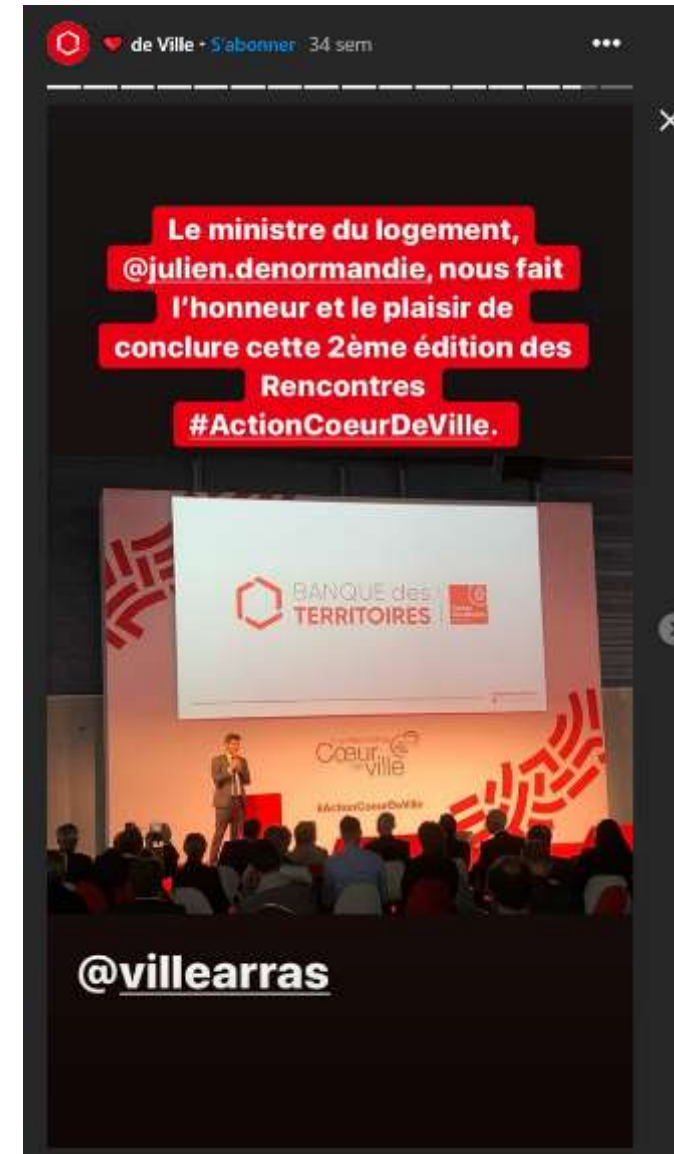 de Ville • S'abonner 34 sem
Le ministre du logement,
@julien.denormandie, nous fait
l'honneur et le plaisir de
conclure cette 2ème édition des
Rencontres
#ActionCoeurDeVille.
BANQUE des
TERRITOIRES
Cœur
de ville
#ActionCoeurDeVille
@villearras